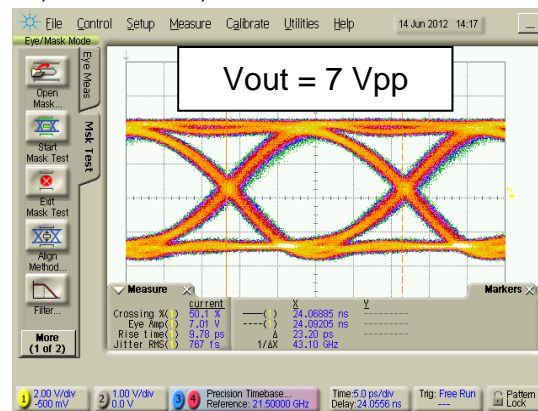 File Control Setup Measure Calibrate Utilities Help 14 Jun 2012 14:17
Eye/Mask Mode
Eye Meas
Msk Test
Open
Mask...
Start
Mask Test
Exit
Mask Test
Align
Method...
Filter...
More
(1 of 2)
Vout = 7 Vpp
Measure
Markers
current
Crossing %(1) 50.1 %
Eye Amp(1) 7.01 V
Rise time(1) 9.78 ps
Jitter RMS(1) 767 fs
X Y
——( ) 24.06885 ns ---------
----( ) 24.09205 ns ---------
Δ 23.20 ps ---------
1/ΔX 43.10 GHz
1 2.00 V/div
-500 mV
2 1.00 V/div
0.0 V
3 4 Precision Timebase...
Reference: 21.50000 GHz
Time:5.0 ps/div
Delay:24.0556 ns
Trig: Free Run
---
Pattern
Lock